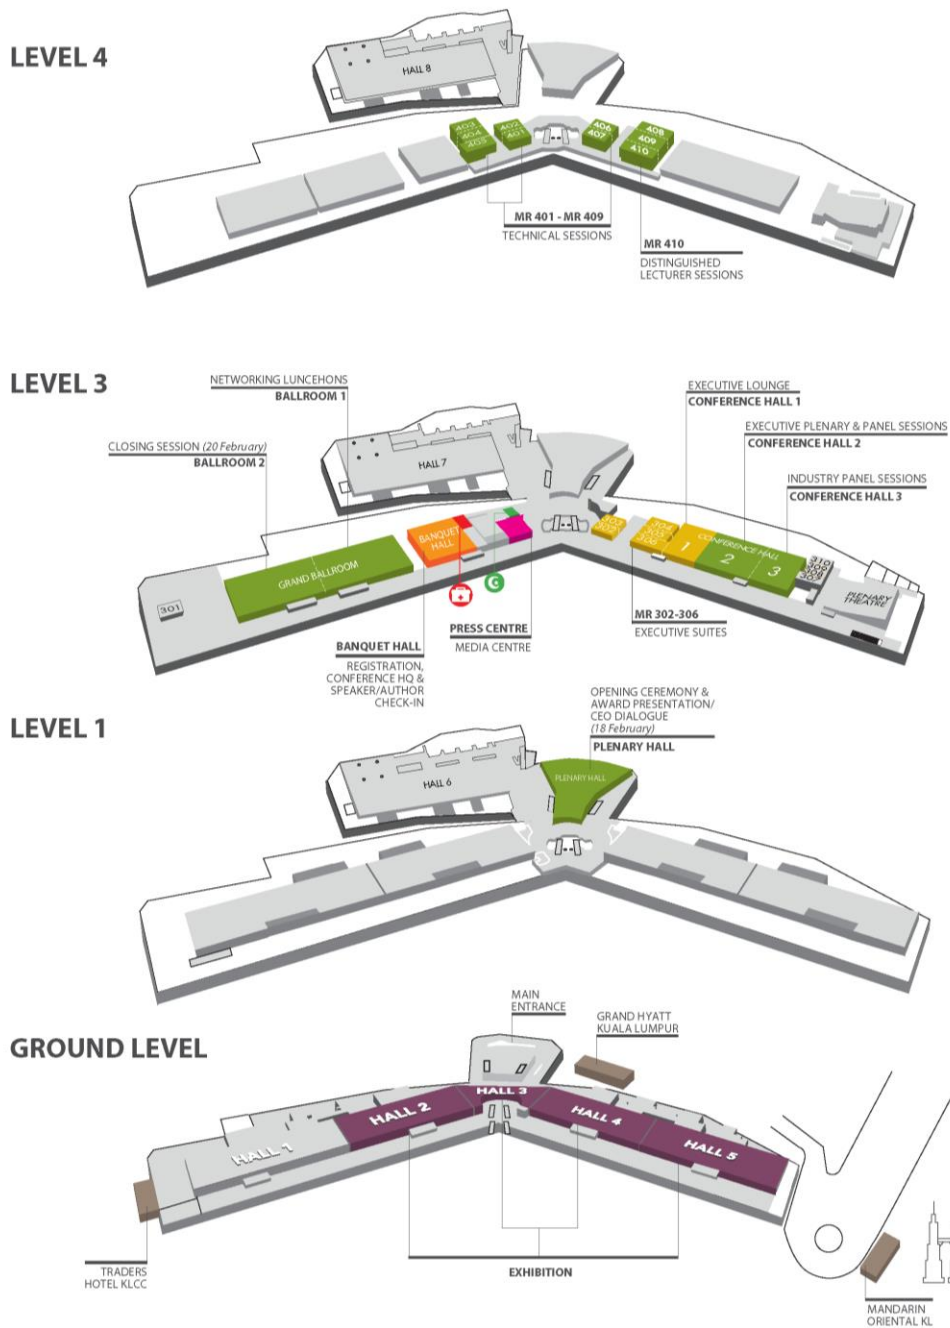 LEVEL 4
HALL 8
403
404
405
402
401
406
407
408
409
410
MR 401 - MR 409
TECHNICAL SESSIONS
MR 410
DISTINGUISHED
LECTURER SESSIONS
LEVEL 3
NETWORKING LUNCEHONS
BALLROOM 1
CLOSING SESSION (20 February)
BALLROOM 2
EXECUTIVE LOUNGE
CONFERENCE HALL 1
EXECUTIVE PLENARY & PANEL SESSIONS
CONFERENCE HALL 2
INDUSTRY PANEL SESSIONS
CONFERENCE HALL 3
HALL 7
BANQUET
HALL
GRAND BALLROOM
301
303
304
305
306
1
CONFERENCE HALL
2
3
310
PLENARY
THEATRE
BANQUET HALL
REGISTRATION,
CONFERENCE HQ &
SPEAKER/AUTHOR
CHECK-IN
PRESS CENTRE
MEDIA CENTRE
MR 302-306
EXECUTIVE SUITES
LEVEL 1
OPENING CEREMONY &
AWARD PRESENTATION/
CEO DIALOGUE
(18 February)
PLENARY HALL
HALL 6
PLENARY HALL
GROUND LEVEL
MAIN
ENTRANCE
GRAND HYATT
KUALA LUMPUR
HALL 1
HALL 2
HALL 3
HALL 4
HALL 5
TRADERS
HOTEL KLCC
EXHIBITION
MANDARIN
ORIENTAL KL